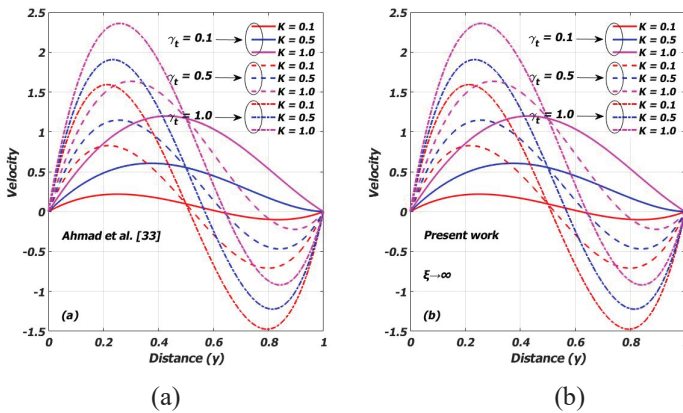 2.5
2
1.5
1
0.5
0
-0.5
-1
-1.5
Velocity
γt = 0.1
γt = 0.5
γt = 1.0
K = 0.1
K = 0.5
K = 1.0
K = 0.1
K = 0.5
K = 1.0
K = 0.1
K = 0.5
K = 1.0
Ahmad et al. [33]
(a)
0 0.2 0.4 0.6 0.8 1
Distance (y)
(a)
2.5
2
1.5
1
0.5
0
-0.5
-1
-1.5
Velocity
γt = 0.1
γt = 0.5
γt = 1.0
K = 0.1
K = 0.5
K = 1.0
K = 0.1
K = 0.5
K = 1.0
K = 0.1
K = 0.5
K = 1.0
Present work
ξ→∞
(b)
0 0.2 0.4 0.6 0.8 1
Distance (y)
(b)